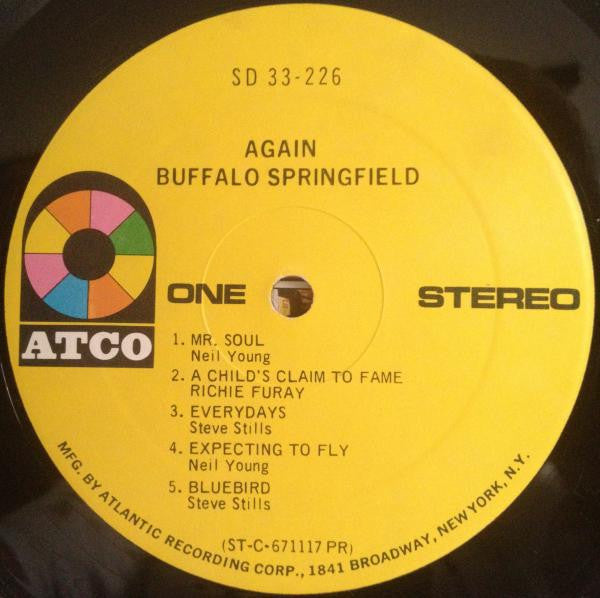 SD 33-226
AGAIN
BUFFALO SPRINGFIELD
ATCO
ONE
STEREO
1. MR. SOUL
Neil Young
2. A CHILD'S CLAIM TO FAME
RICHIE FURAY
3. EVERYDAYS
Steve Stills
4. EXPECTING TO FLY
Neil Young
5. BLUEBIRD
Steve Stills
(ST-C-671117 PR)
MFG. BY ATLANTIC RECORDING CORP., 1841 BROADWAY, NEW YORK, N.Y.